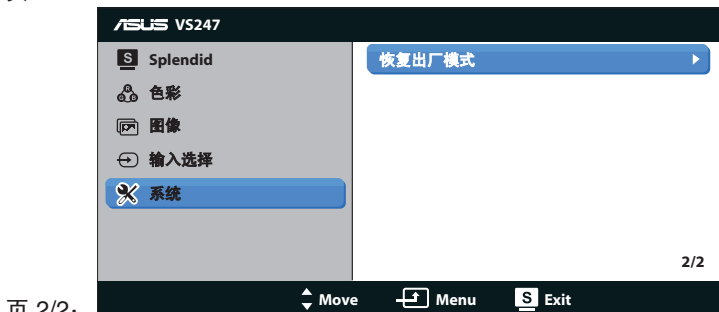 ASUS VS247
S Splendid
恢复出厂模式
色彩
图像
输入选择
系统
2/2
页 2/2：
Move Menu S Exit